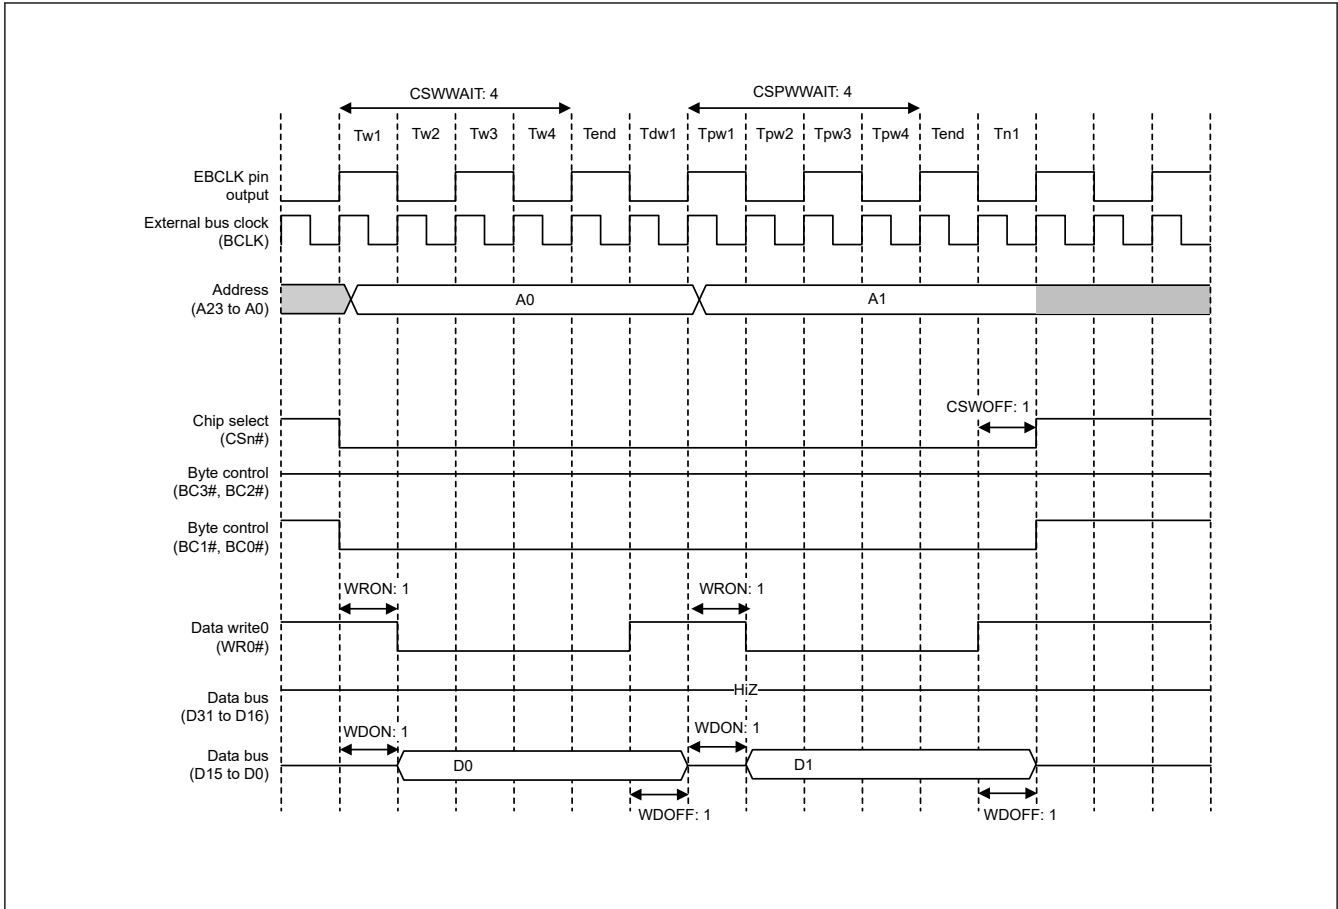 CSWWAIT: 4 CSPWWAIT: 4
Tw1 Tw2 Tw3 Tw4 Tend Tdw1 Tpw1 Tpw2 Tpw3 Tpw4 Tend Tn1
EBCLK pin
output
External bus clock
(BCLK)
Address
(A23 to A0)
A0 A1
CSWOFF: 1
Chip select
(CSn#)
Byte control
(BC3#, BC2#)
Byte control
(BC1#, BC0#)
WRON: 1 WRON: 1
Data write0
(WR0#)
HiZ
Data bus
(D31 to D16)
WDON: 1 WDON: 1
Data bus
(D15 to D0)
D0 D1
WDOFF: 1 WDOFF: 1